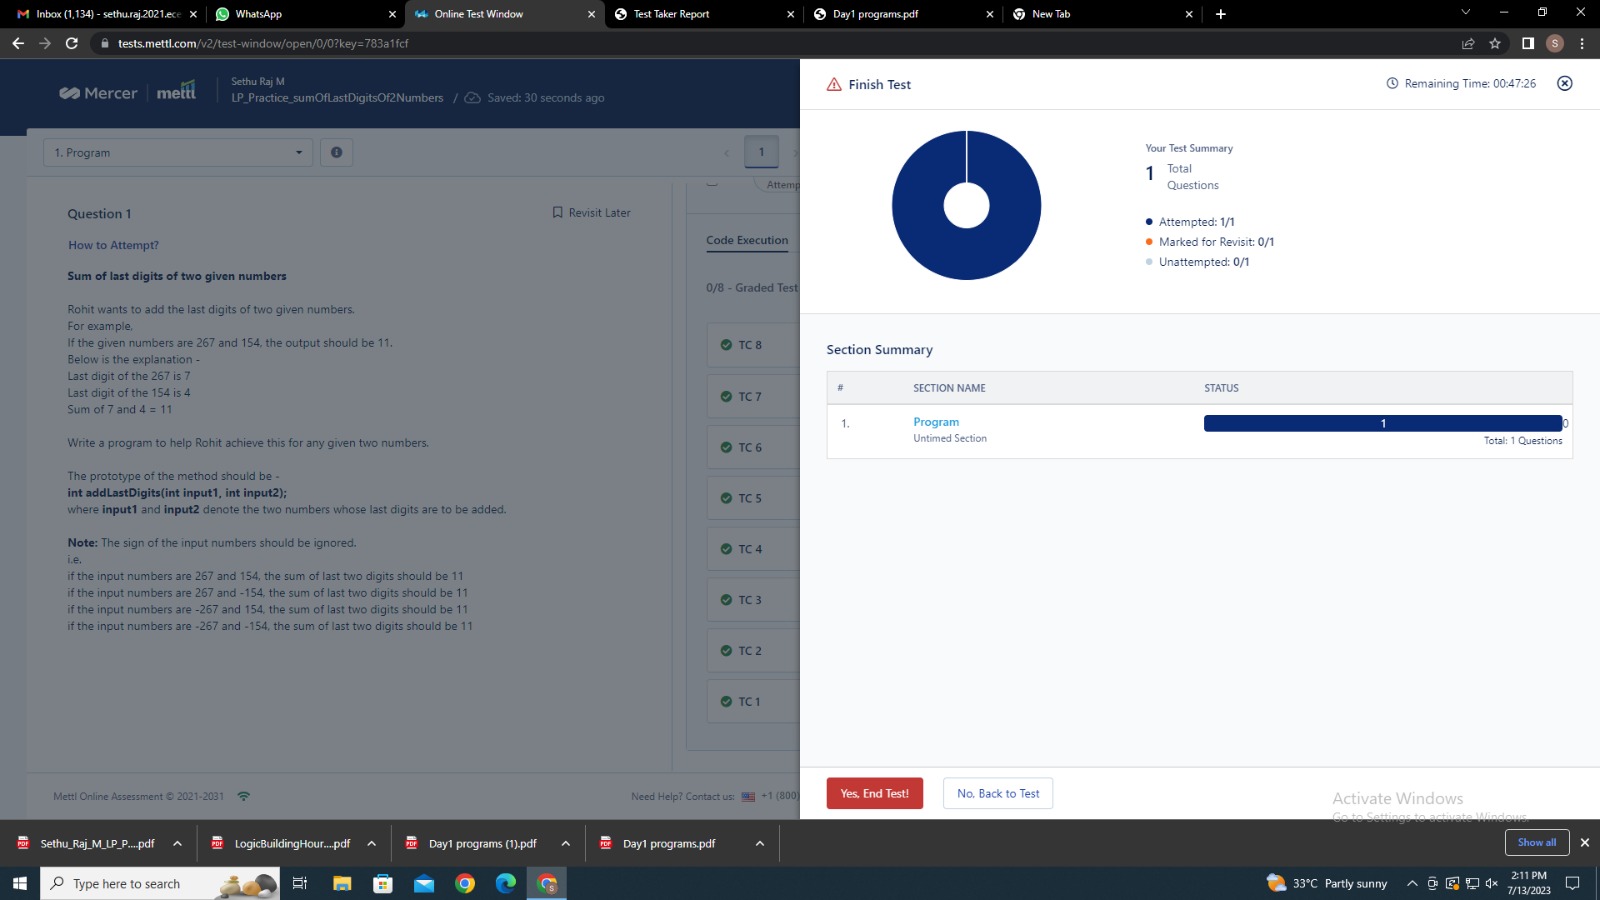 Inbox (1,134) - sethu.raj.2021.ece
WhatsApp
Online Test Window
Test Taker Report
Day1 programs.pdf
New Tab
tests.mettl.com/v2/test-window/open/0/0?key=783a1fcf
S
Mercer
mettl
Sethu Raj M
LP_Practice_sumOfLastDigitsOf2Numbers / Saved: 30 seconds ago
Finish Test
Remaining Time: 00:47:26
1. Program
1
Attemp
Question 1
Revisit Later
How to Attempt?
Sum of last digits of two given numbers
Rohit wants to add the last digits of two given numbers.
For example,
If the given numbers are 267 and 154, the output should be 11.
Below is the explanation -
Last digit of the 267 is 7
Last digit of the 154 is 4
Sum of 7 and 4 = 11
Write a program to help Rohit achieve this for any given two numbers.
The prototype of the method should be -
int addLastDigits(int input1, int input2);
where input1 and input2 denote the two numbers whose last digits are to be added.
Note: The sign of the input numbers should be ignored.
i.e.
if the input numbers are 267 and 154, the sum of last two digits should be 11
if the input numbers are 267 and -154, the sum of last two digits should be 11
if the input numbers are -267 and 154, the sum of last two digits should be 11
if the input numbers are -267 and -154, the sum of last two digits should be 11
Code Execution
0/8 - Graded Test
TC 8
TC 7
TC 6
TC 5
TC 4
TC 3
TC 2
TC 1
Your Test Summary
1 Total
Questions
Attempted: 1/1
Marked for Revisit: 0/1
Unattempted: 0/1
Section Summary
# SECTION NAME STATUS
1. Program 1 0
Untimed Section
Total: 1 Questions
Yes, End Test!
No, Back to Test
Mettl Online Assessment © 2021-2031
Need Help? Contact us: +1 (800)
Activate Windows
Go to Settings to activate Windows.
Sethu_Raj_M_LP_P....pdf
LogicBuildingHour....pdf
Day1 programs (1).pdf
Day1 programs.pdf
Show all
Type here to search
S
33°C Partly sunny
2:11 PM
7/13/2023